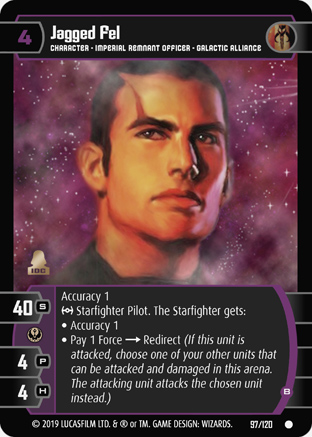 4 Jagged Fel
CHARACTER - IMPERIAL REMNANT OFFICER - GALACTIC ALLIANCE
IDC
40 S
Accuracy 1
Starfighter Pilot. The Starfighter gets:
• Accuracy 1
4 P
• Pay 1 Force → Redirect (If this unit is
attacked, choose one of your other units that
can be attacked and damaged in this arena.
The attacking unit attacks the chosen unit
instead.)
4 H
B
© 2019 LUCASFILM LTD. & ® or TM. GAME DESIGN: WIZARDS. 97/120